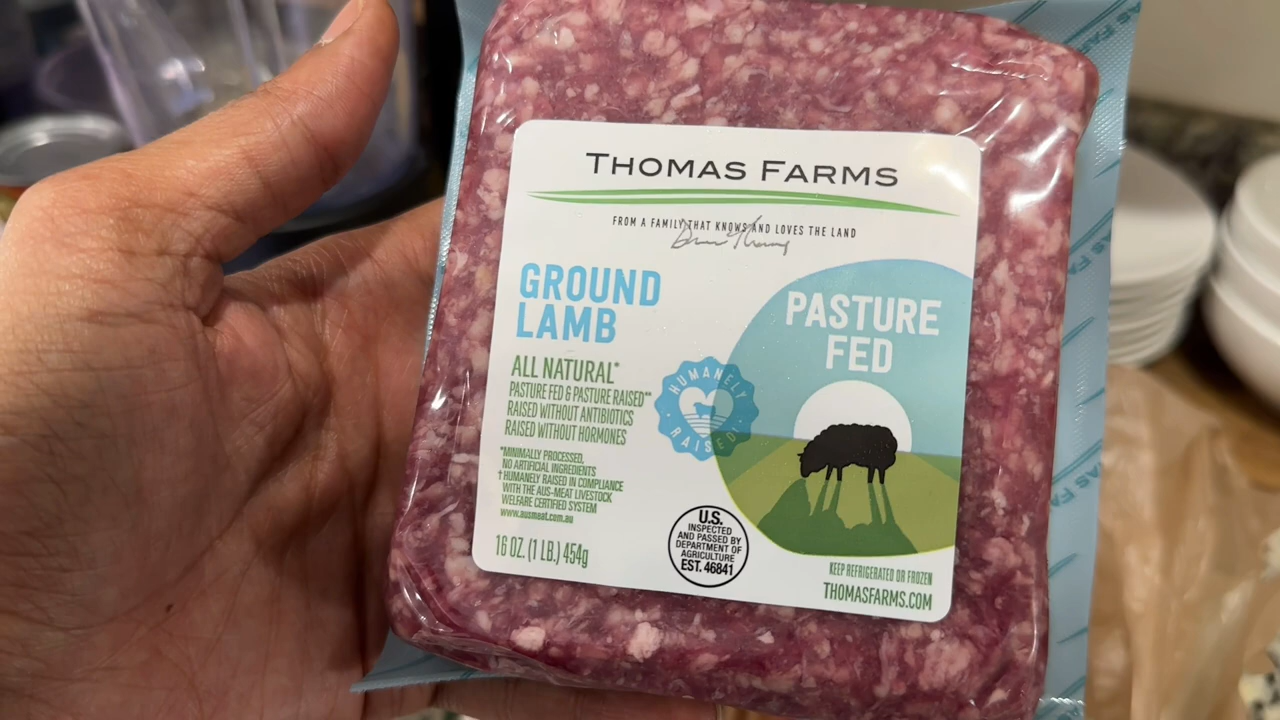 THOMAS FARMS
FROM A FAMILY THAT KNOWS AND LOVES THE LAND
GROUND
LAMB
ALL NATURAL*
PASTURE FED & PASTURE RAISED**
RAISED WITHOUT ANTIBIOTICS
RAISED WITHOUT HORMONES
*MINIMALLY PROCESSED,
NO ARTIFICIAL INGREDIENTS
†HUMANELY RAISED IN COMPLIANCE
WITH THE AUS-MEAT LIVESTOCK
WELFARE CERTIFIED SYSTEM
www.ausmeat.com.au
16 OZ. (1 LB.) 454g
HUMANELY
RAISED
PASTURE
FED
U.S.
INSPECTED
AND PASSED BY
DEPARTMENT OF
AGRICULTURE
EST. 46841
KEEP REFRIGERATED OR FROZEN
THOMASFARMS.COM